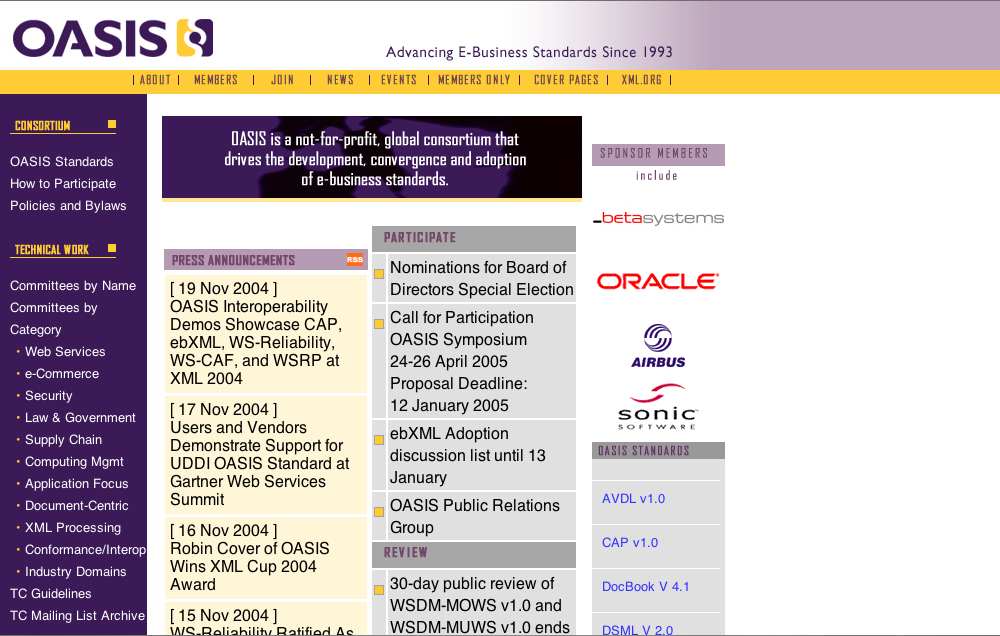 OASIS
Advancing E-Business Standards Since 1993
| ABOUT | MEMBERS | JOIN | NEWS | EVENTS | MEMBERS ONLY | COVER PAGES | XML.ORG |
CONSORTIUM
OASIS Standards
How to Participate
Policies and Bylaws
TECHNICAL WORK
Committees by Name
Committees by
Category
• Web Services
• e-Commerce
• Security
• Law & Government
• Supply Chain
• Computing Mgmt
• Application Focus
• Document-Centric
• XML Processing
• Conformance/Interop
• Industry Domains
TC Guidelines
TC Mailing List Archive
OASIS is a not-for-profit, global consortium that
drives the development, convergence and adoption
of e-business standards.
PRESS ANNOUNCEMENTS
RSS
[ 19 Nov 2004 ]
OASIS Interoperability
Demos Showcase CAP,
ebXML, WS-Reliability,
WS-CAF, and WSRP at
XML 2004
[ 17 Nov 2004 ]
Users and Vendors
Demonstrate Support for
UDDI OASIS Standard at
Gartner Web Services
Summit
[ 16 Nov 2004 ]
Robin Cover of OASIS
Wins XML Cup 2004
Award
[ 15 Nov 2004 ]
WS-Reliability Ratified As
PARTICIPATE
Nominations for Board of
Directors Special Election
Call for Participation
OASIS Symposium
24-26 April 2005
Proposal Deadline:
12 January 2005
ebXML Adoption
discussion list until 13
January
OASIS Public Relations
Group
REVIEW
30-day public review of
WSDM-MOWS v1.0 and
WSDM-MUWS v1.0 ends
SPONSOR MEMBERS
include
betasystems
ORACLE
AIRBUS
sonic
SOFTWARE
OASIS STANDARDS
AVDL v1.0
CAP v1.0
DocBook V 4.1
DSML V 2.0